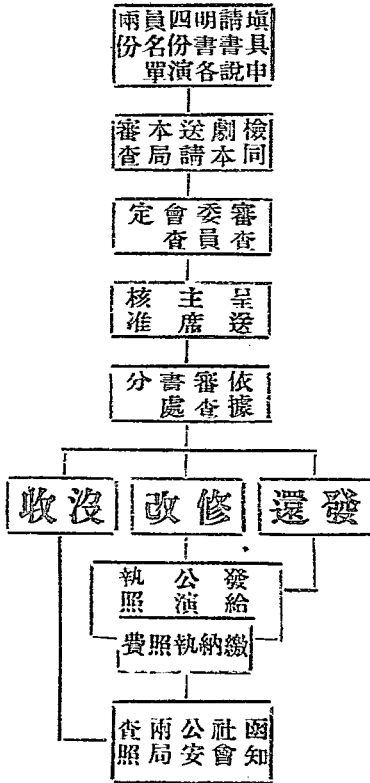 塡具申
請書說
明書各
四份演
員名單
兩份
檢同
劇本
送請
本局
審查
審查
委員
會查
定
呈送
主席
核准
依據
審查
書處
分
發還
修改
沒收
發給
公演
執照
繳納執照費
函知
社會
公安
兩局
查照